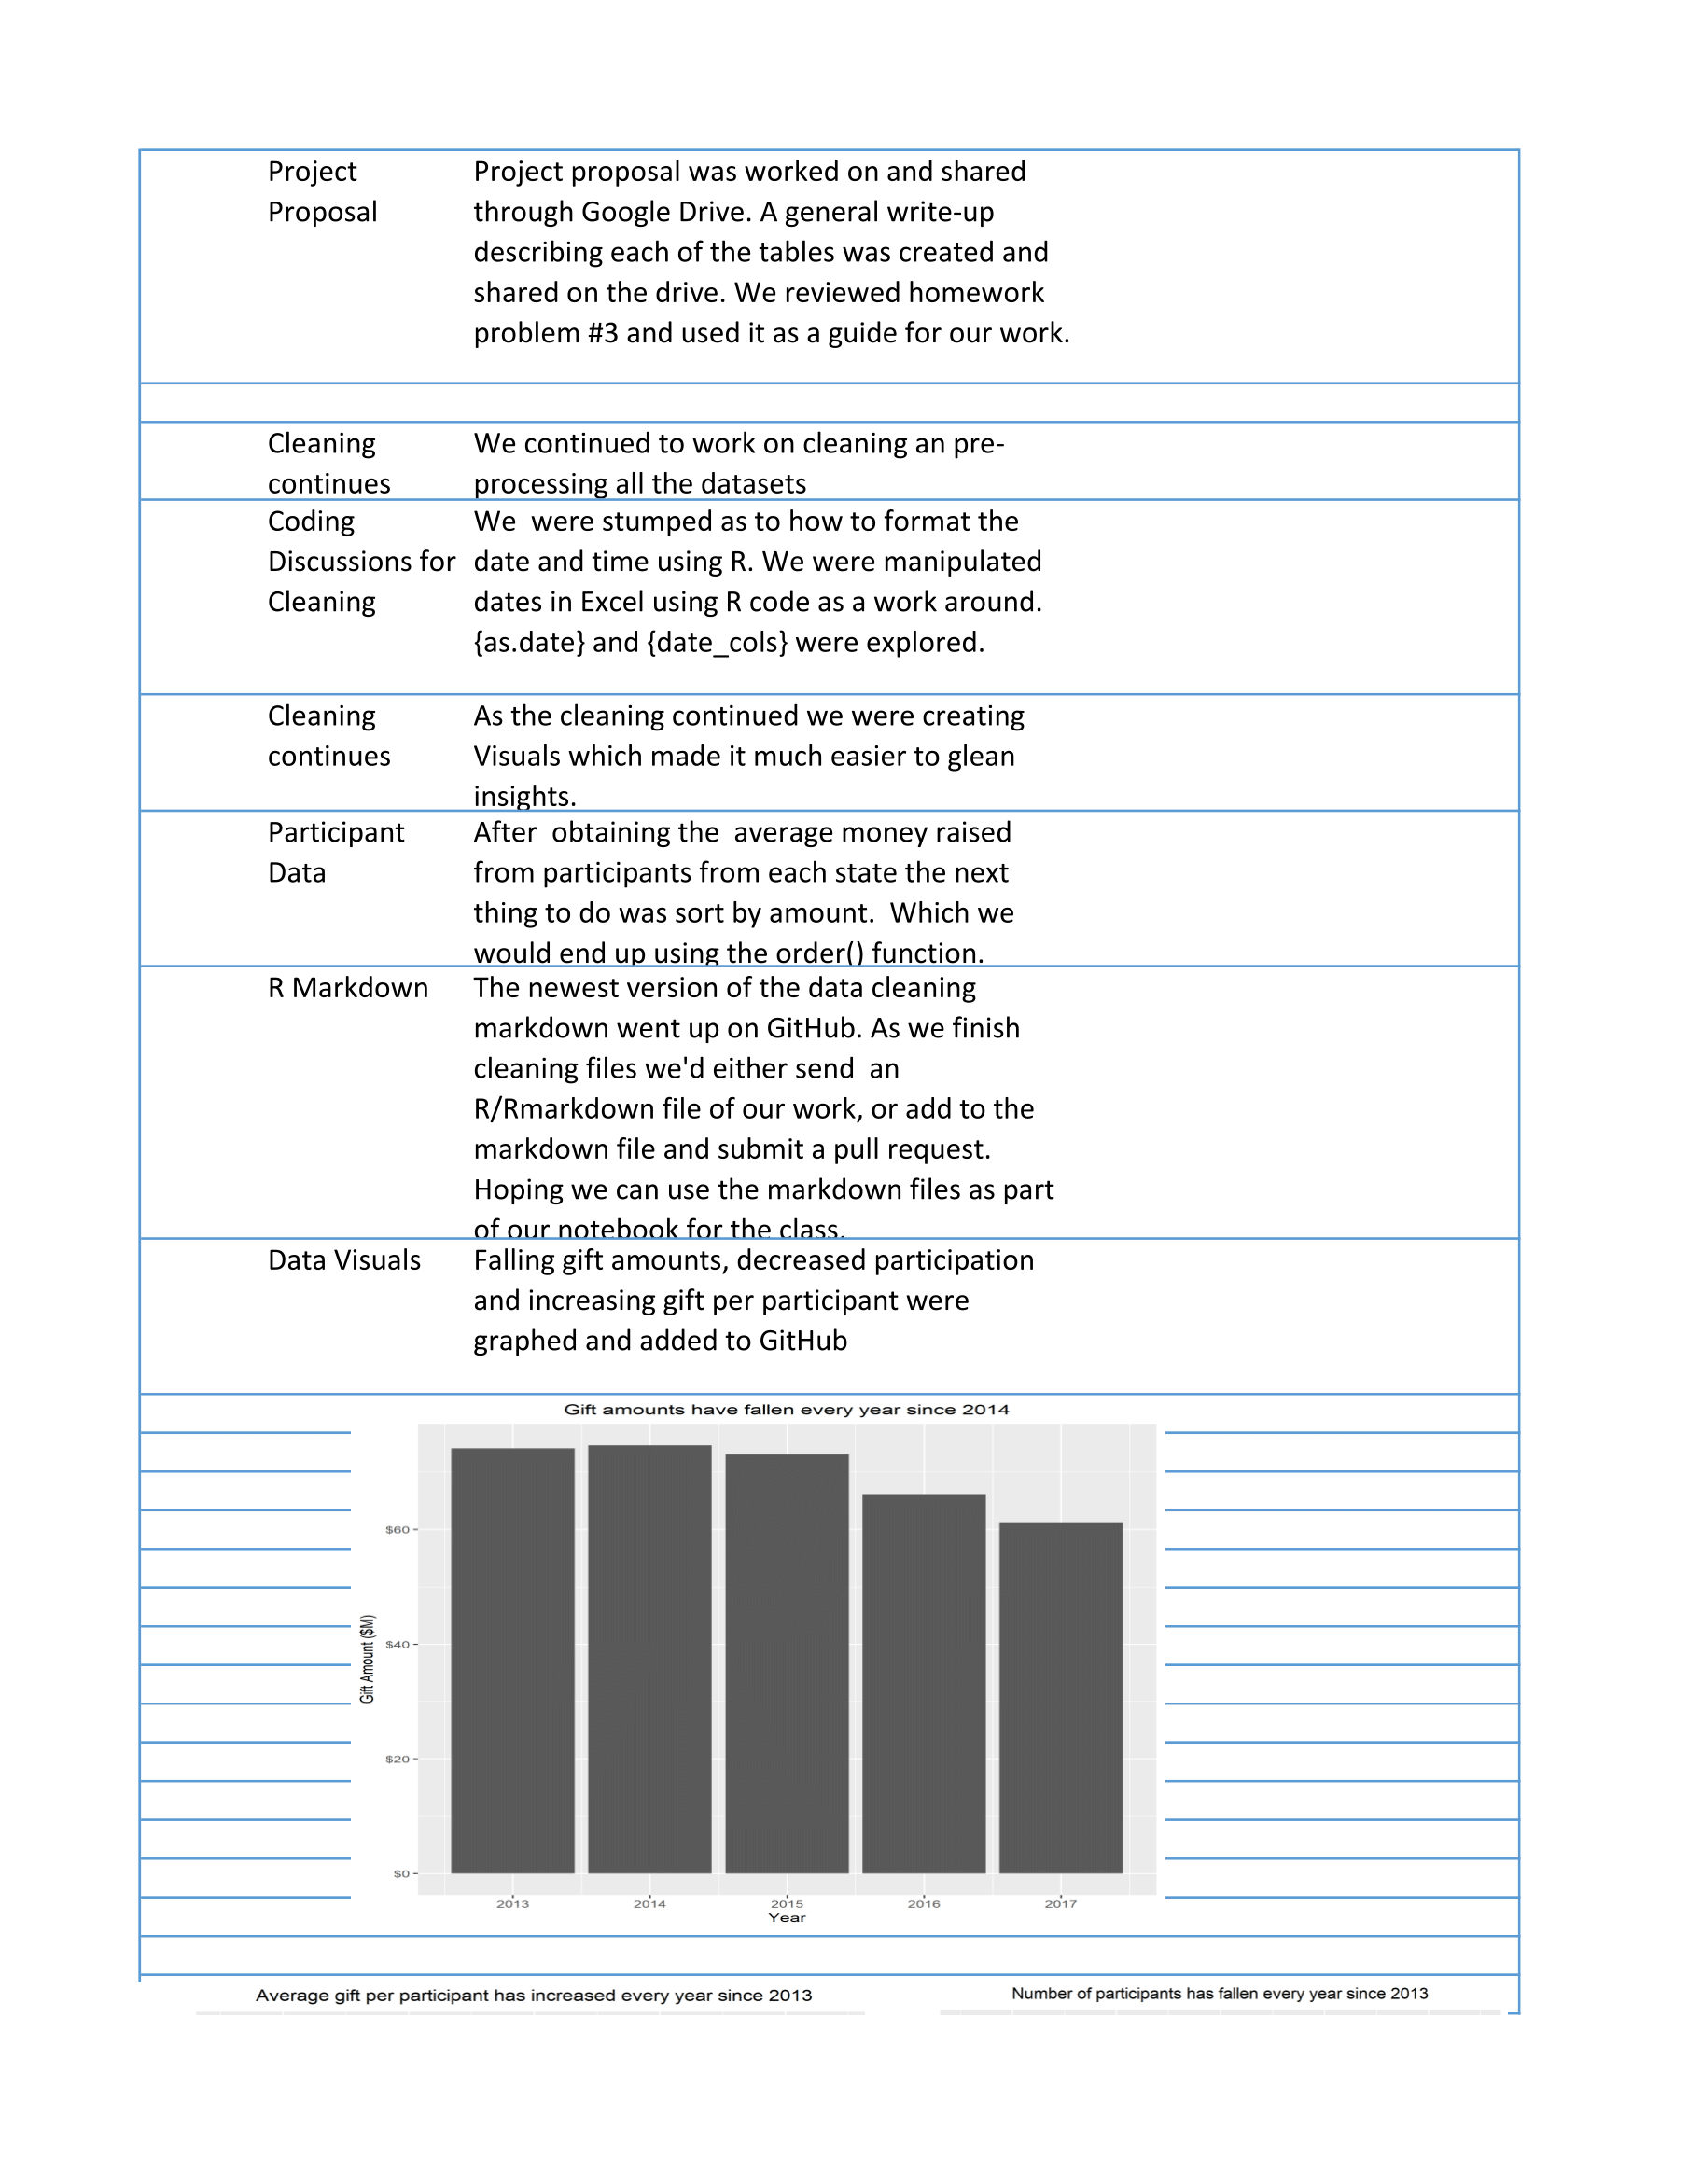 Project
Proposal
Project proposal was worked on and shared
through Google Drive. A general write-up
describing each of the tables was created and
shared on the drive. We reviewed homework
problem #3 and used it as a guide for our work.
Cleaning
continues
We continued to work on cleaning an pre-
processing all the datasets
Coding
Discussions for
Cleaning
We  were stumped as to how to format the
date and time using R. We were manipulated
dates in Excel using R code as a work around.
{as.date} and {date_cols} were explored.
Cleaning
continues
As the cleaning continued we were creating
Visuals which made it much easier to glean
insights.
Participant
Data
After  obtaining the  average money raised
from participants from each state the next
thing to do was sort by amount.  Which we
would end up using the order() function.
R Markdown
The newest version of the data cleaning
markdown went up on GitHub. As we finish
cleaning files we'd either send  an
R/Rmarkdown file of our work, or add to the
markdown file and submit a pull request.
Hoping we can use the markdown files as part
of our notebook for the class.
Data Visuals
Falling gift amounts, decreased participation
and increasing gift per participant were
graphed and added to GitHub
Gift amounts have fallen every year since 2014
Gift Amount ($M)
$60
$40
$20
$0
2013 2014 2015 2016 2017
Year
Average gift per participant has increased every year since 2013
Number of participants has fallen every year since 2013